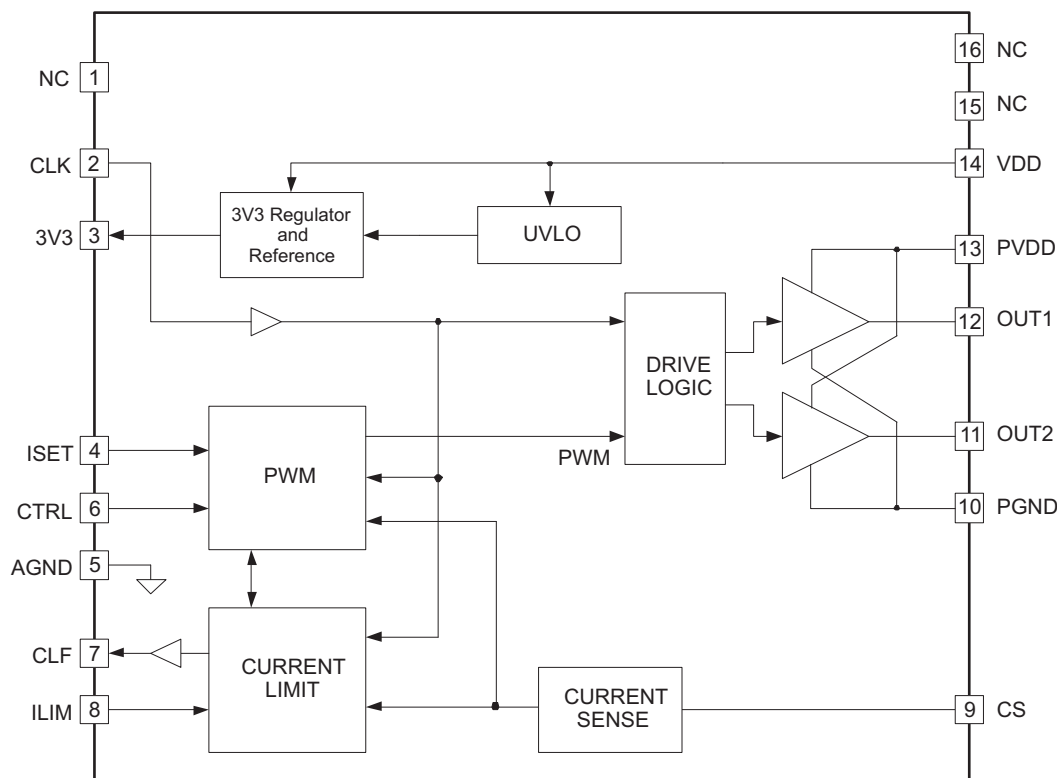 NC 1
16 NC
15 NC
CLK 2
14 VDD
3V3 3
3V3 Regulator
and
Reference
UVLO
13 PVDD
12 OUT1
DRIVE
LOGIC
ISET 4
PWM
PWM
11 OUT2
CTRL 6
10 PGND
AGND 5
CLF 7
CURRENT
LIMIT
ILIM 8
CURRENT
SENSE
9 CS